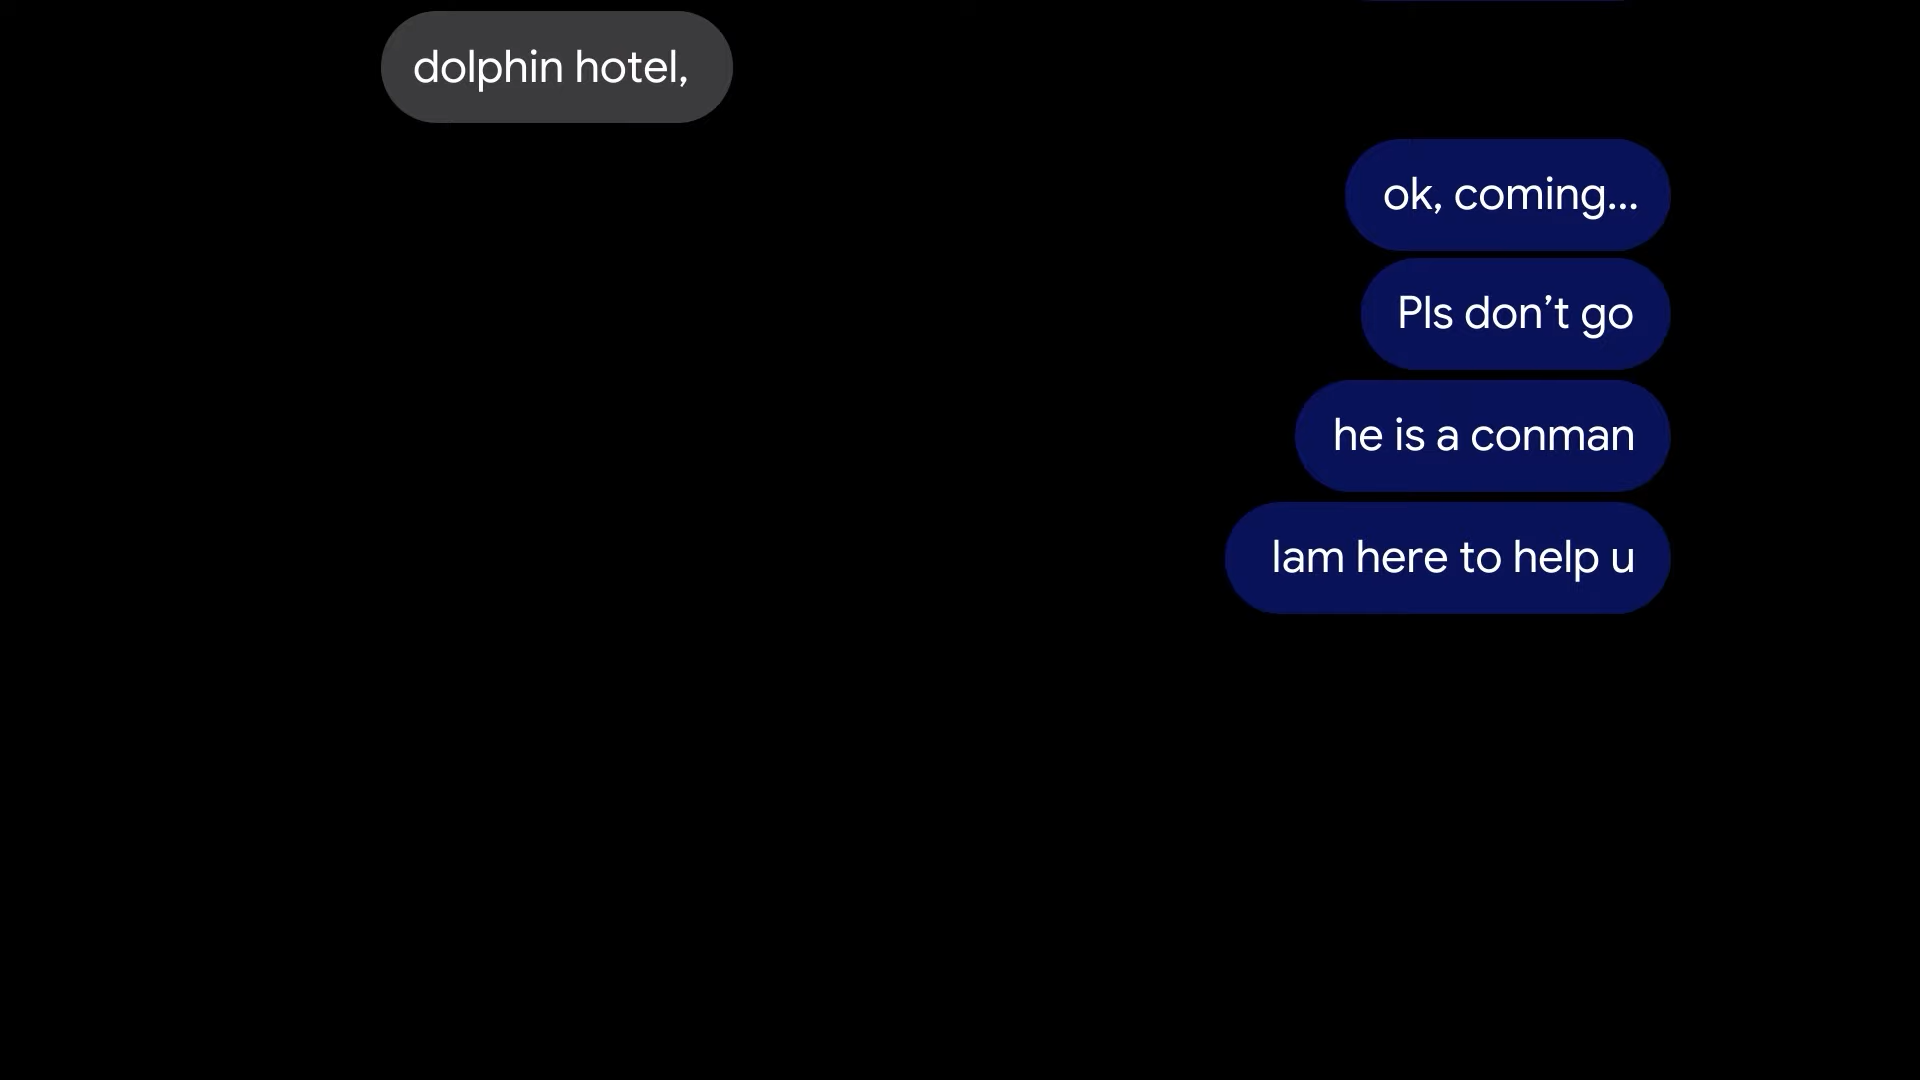 dolphin hotel,
ok, coming...
Pls don’t go
he is a conman
Iam here to help u